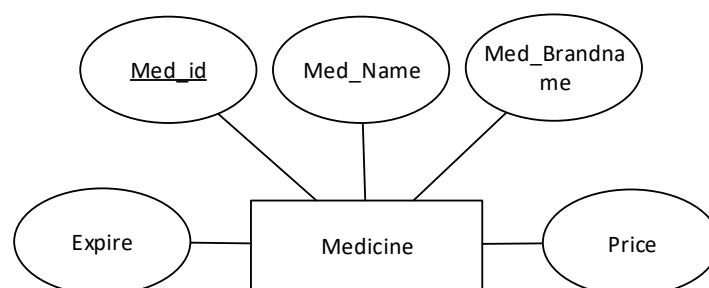 Med_id
Med_Name
Med_Brandna
me
Expire
Medicine
Price